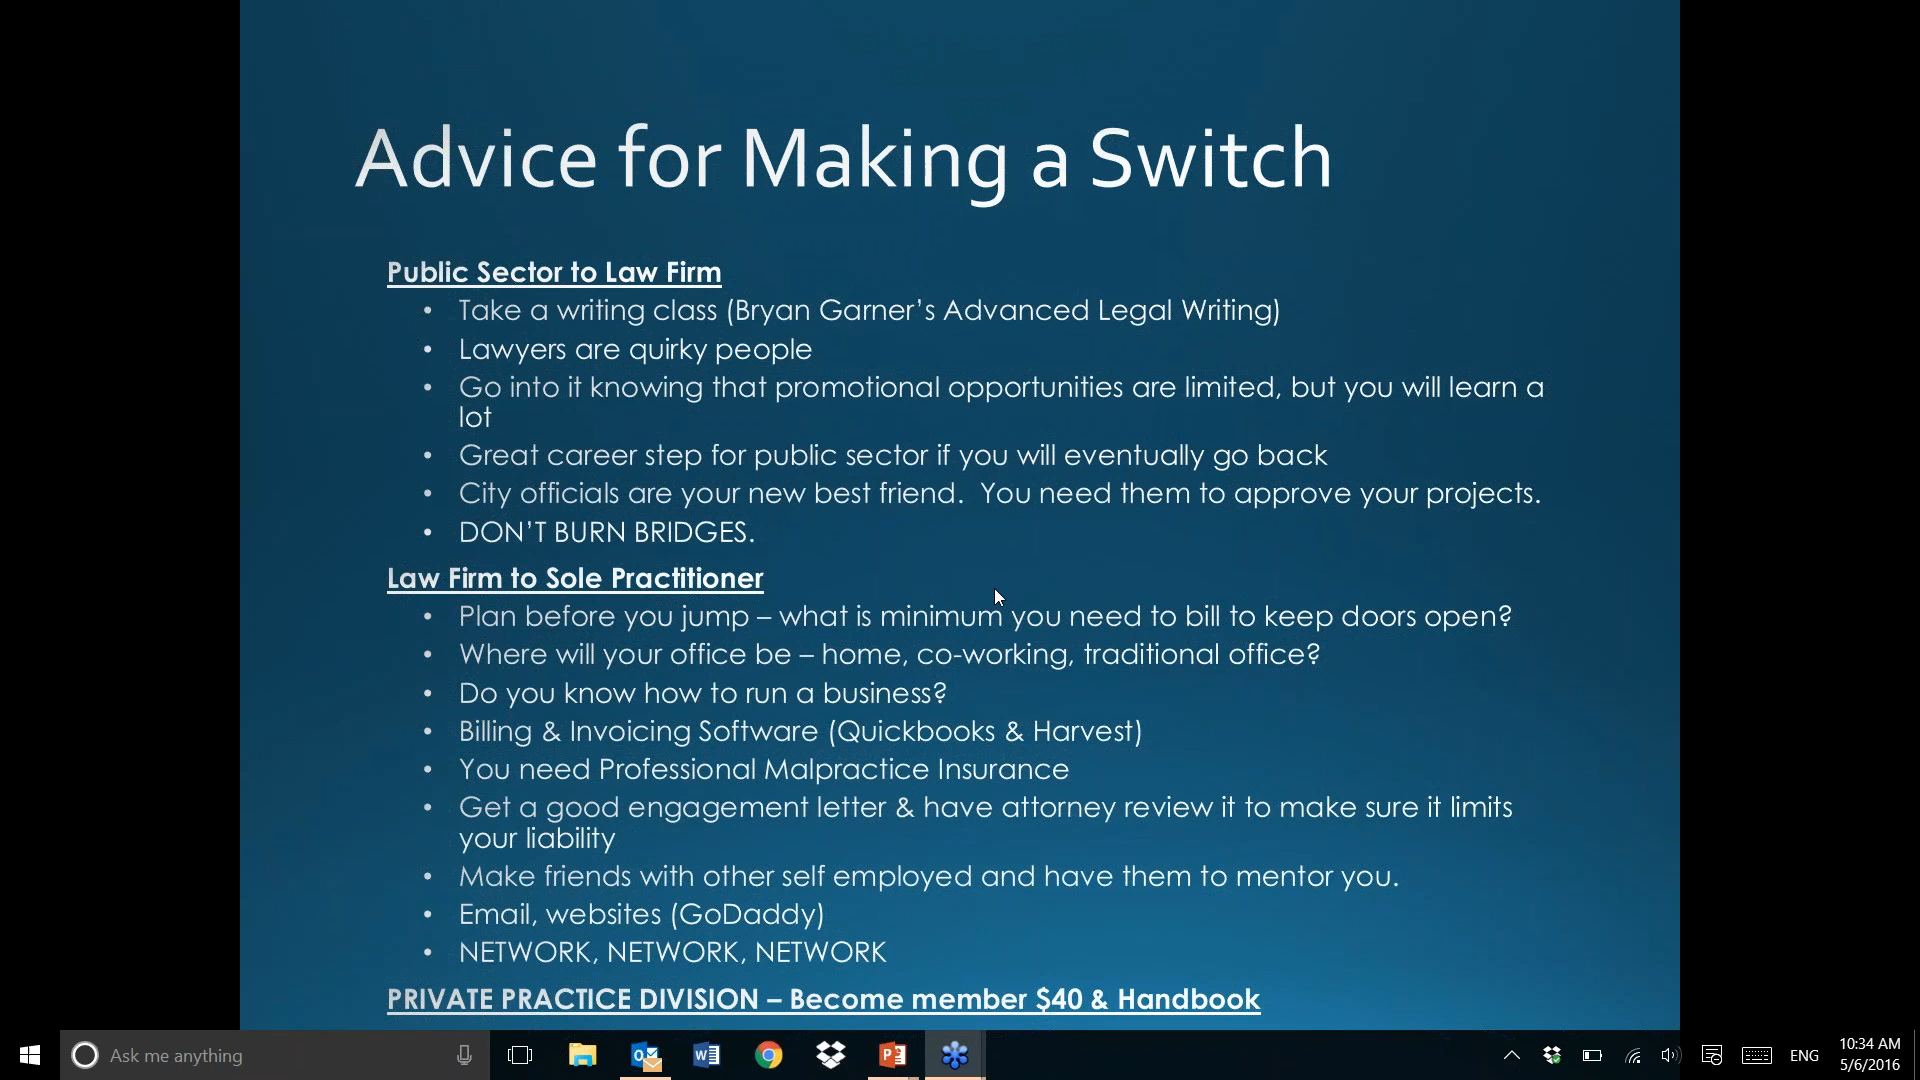 Advice for Making a Switch
Public Sector to Law Firm
• Take a writing class (Bryan Garner’s Advanced Legal Writing)
• Lawyers are quirky people
• Go into it knowing that promotional opportunities are limited, but you will learn a
lot
• Great career step for public sector if you will eventually go back
• City officials are your new best friend.  You need them to approve your projects.
• DON’T BURN BRIDGES.
Law Firm to Sole Practitioner
• Plan before you jump – what is minimum you need to bill to keep doors open?
• Where will your office be – home, co-working, traditional office?
• Do you know how to run a business?
• Billing & Invoicing Software (Quickbooks & Harvest)
• You need Professional Malpractice Insurance
• Get a good engagement letter & have attorney review it to make sure it limits
your liability
• Make friends with other self employed and have them to mentor you.
• Email, websites (GoDaddy)
• NETWORK, NETWORK, NETWORK
PRIVATE PRACTICE DIVISION – Become member $40 & Handbook
Ask me anything
ENG
10:34 AM
5/6/2016